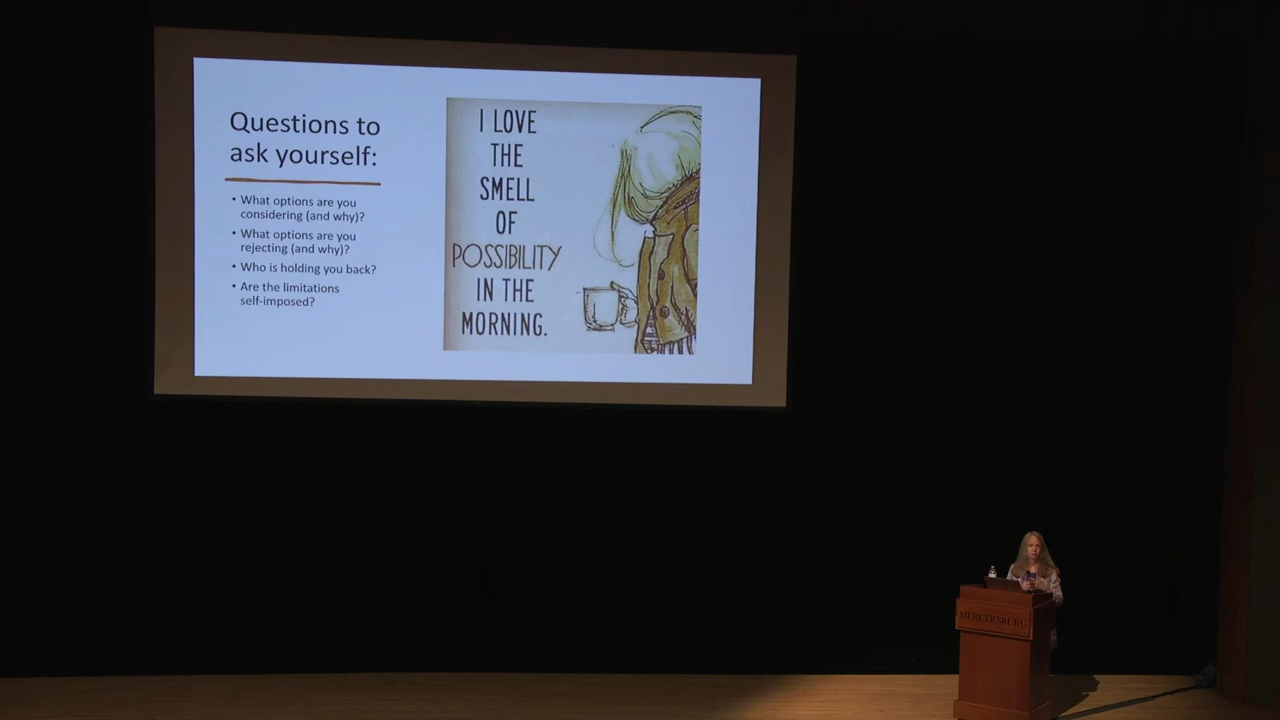 Questions to
ask yourself:
• What options are you
considering (and why)?
• What options are you
rejecting (and why)?
• Who is holding you back?
• Are the limitations
self-imposed?
I LOVE
THE
SMELL
OF
POSSIBILITY
IN THE
MORNING.
MERCERSBURG